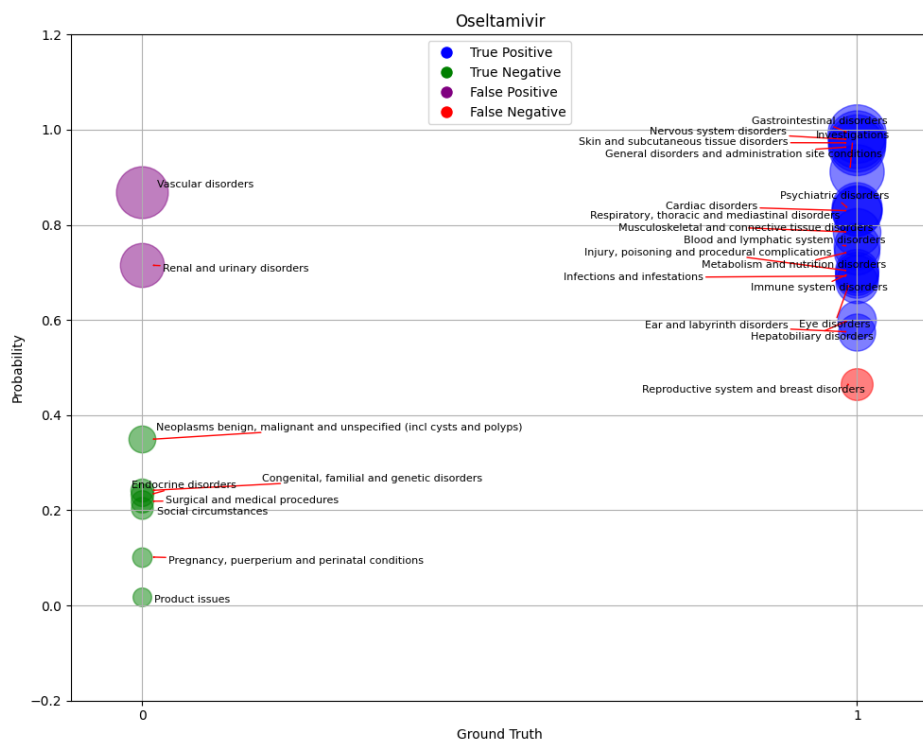 Oseltamivir
1.2
1.0
0.8
0.6
0.4
0.2
0.0
−0.2
Probability
0
1
Ground Truth
True Positive
True Negative
False Positive
False Negative
Gastrointestinal disorders
Nervous system disorders
Investigations
Skin and subcutaneous tissue disorders
General disorders and administration site conditions
Vascular disorders
Psychiatric disorders
Cardiac disorders
Respiratory, thoracic and mediastinal disorders
Musculoskeletal and connective tissue disorders
Blood and lymphatic system disorders
Injury, poisoning and procedural complications
Renal and urinary disorders
Metabolism and nutrition disorders
Infections and infestations
Immune system disorders
Ear and labyrinth disorders
Eye disorders
Hepatobiliary disorders
Reproductive system and breast disorders
Neoplasms benign, malignant and unspecified (incl cysts and polyps)
Congenital, familial and genetic disorders
Endocrine disorders
Surgical and medical procedures
Social circumstances
Pregnancy, puerperium and perinatal conditions
Product issues